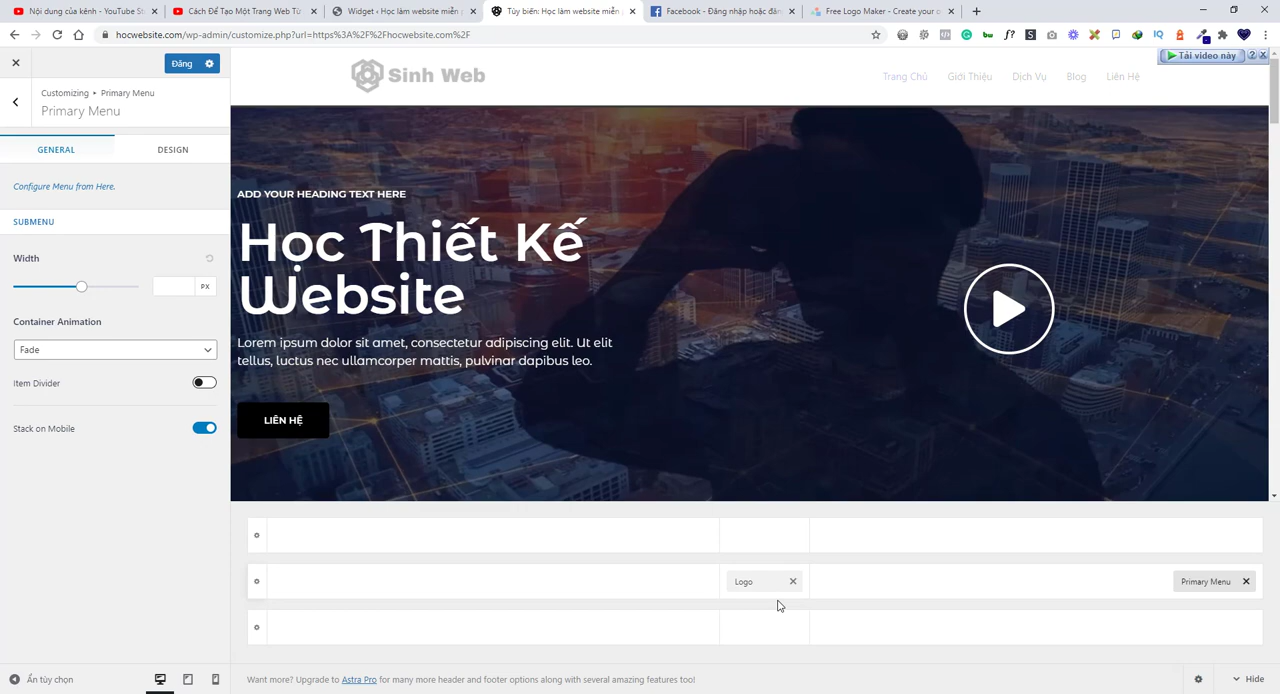 Nội dung của kênh - YouTube St
Cách Để Tạo Một Trang Web Từ
Widget ‹ Học làm website miễn p
Tùy biến: Học làm website miễn
Facebook - Đăng nhập hoặc đăn
Free Logo Maker - Create your o
hocwebsite.com/wp-admin/customize.php?url=https%3A%2F%2Fhocwebsite.com%2F
Đăng
Tải video này
Sinh Web
Trang Chủ
Giới Thiệu
Dịch Vụ
Blog
Liên Hệ
Customizing ▸ Primary Menu
Primary Menu
GENERAL
DESIGN
Configure Menu from Here.
SUBMENU
Width
PX
Container Animation
Fade
Item Divider
Stack on Mobile
ADD YOUR HEADING TEXT HERE
Học Thiết Kế
Website
Lorem ipsum dolor sit amet, consectetur adipiscing elit. Ut elit
tellus, luctus nec ullamcorper mattis, pulvinar dapibus leo.
LIÊN HỆ
Logo
Primary Menu
Ẩn tùy chọn
Want more? Upgrade to Astra Pro for many more header and footer options along with several amazing features too!
Hide